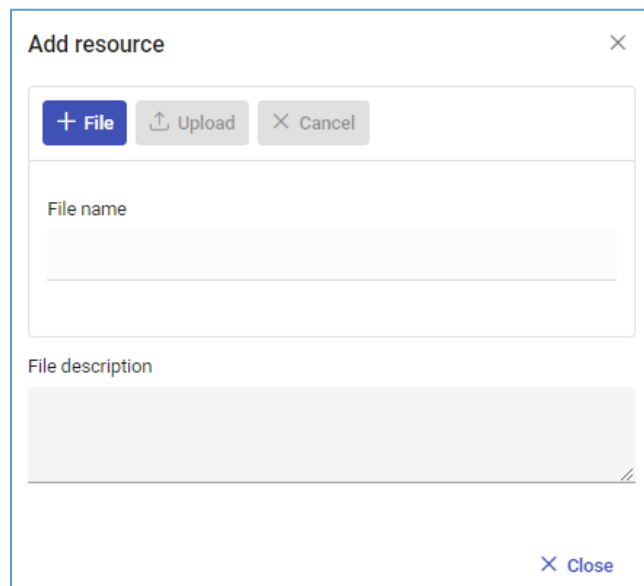 Add resource
File Upload Cancel
File name
File description
Close